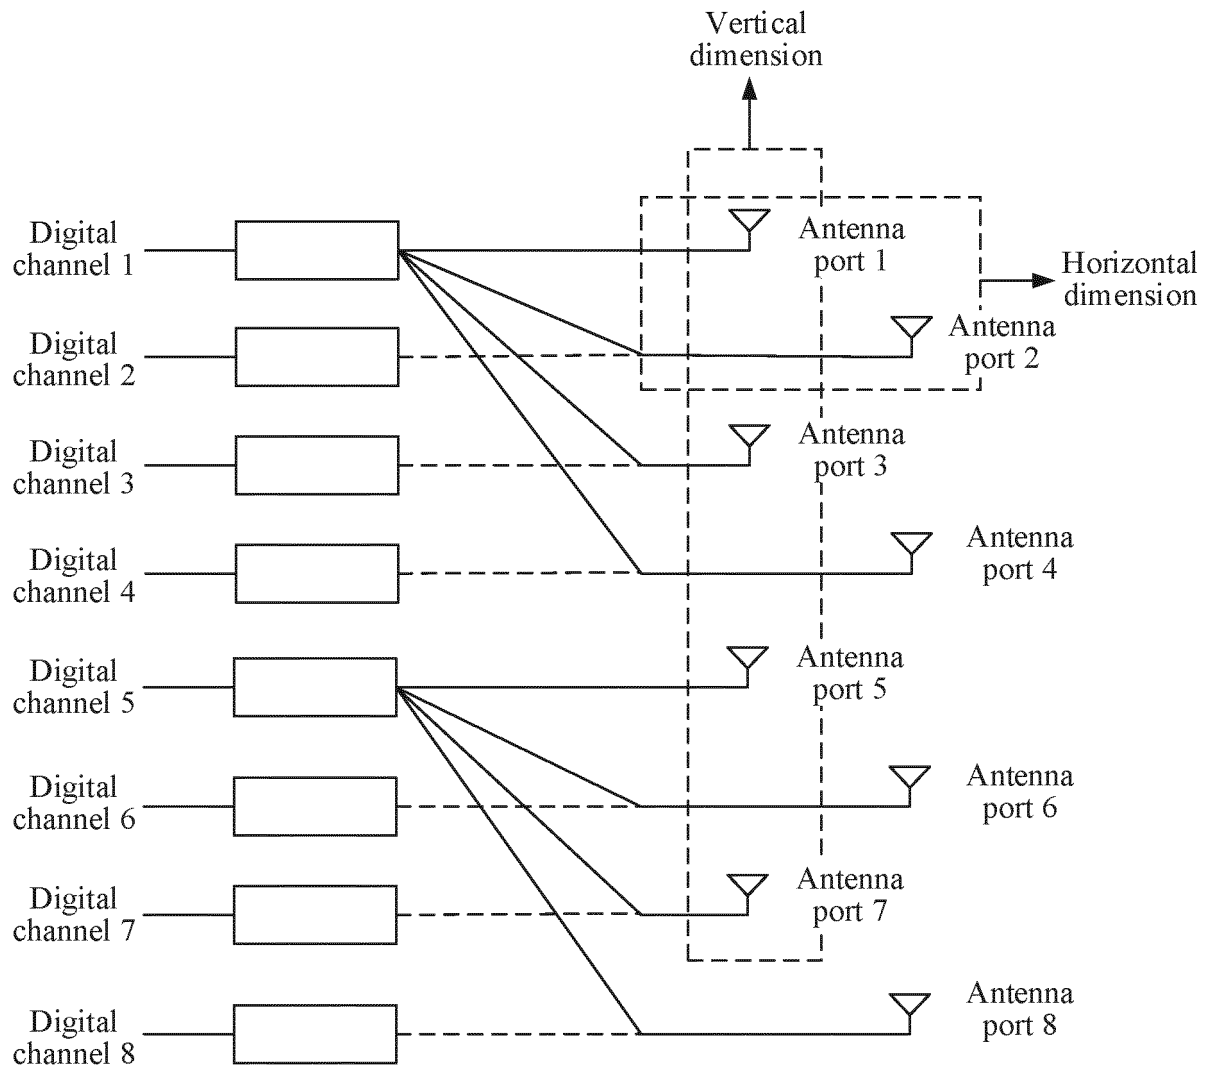 Vertical
dimension
Digital
channel 1
Antenna
port 1
Horizontal
dimension
Digital
channel 2
Antenna
port 2
Digital
channel 3
Antenna
port 3
Digital
channel 4
Antenna
port 4
Digital
channel 5
Antenna
port 5
Digital
channel 6
Antenna
port 6
Digital
channel 7
Antenna
port 7
Digital
channel 8
Antenna
port 8